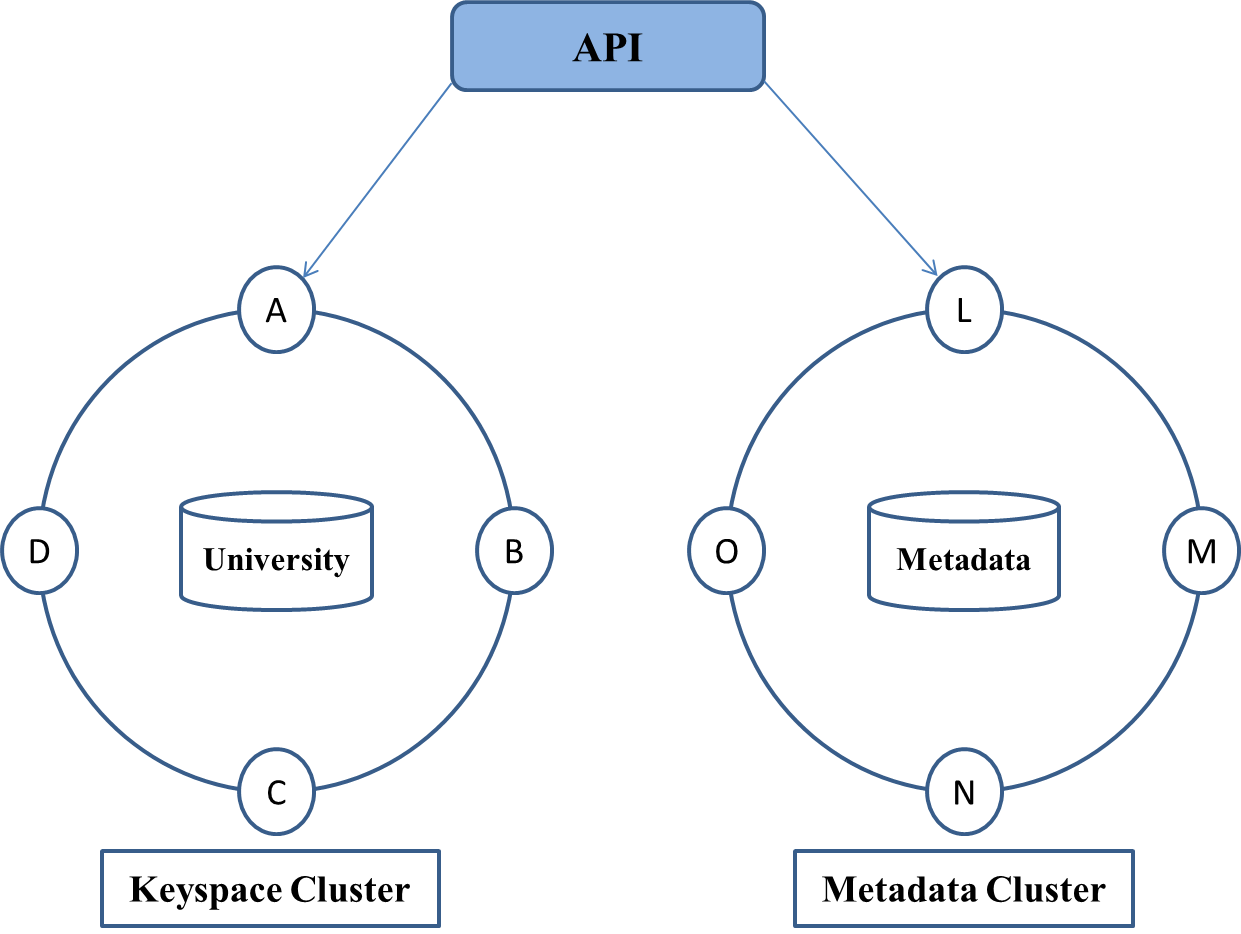 API
A
L
D
University
B
O
Metadata
M
C
N
Keyspace Cluster
Metadata Cluster